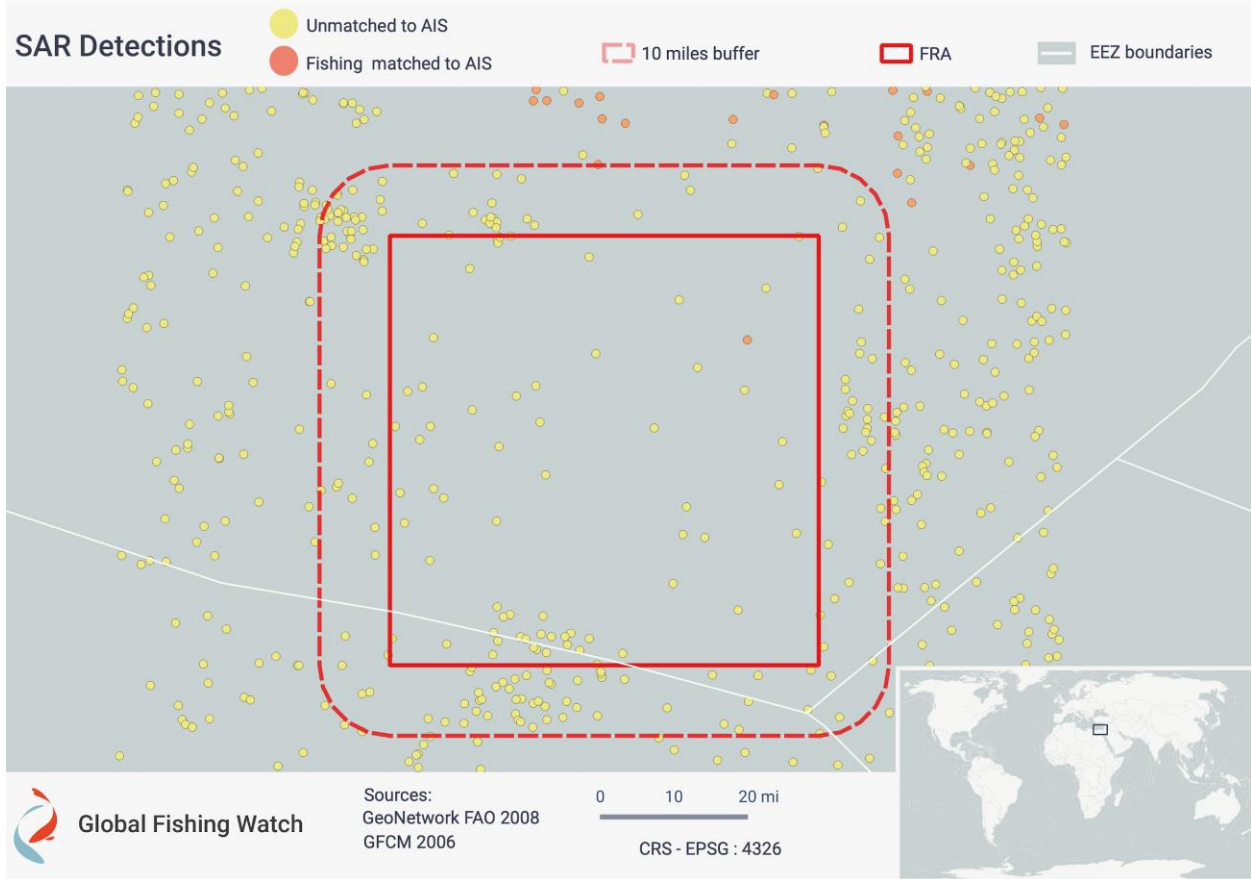 SAR Detections
Unmatched to AIS
Fishing matched to AIS
10 miles buffer
FRA
EEZ boundaries
Global Fishing Watch
Sources:
GeoNetwork FAO 2008
GFCM 2006
0 10 20 mi
CRS - EPSG : 4326